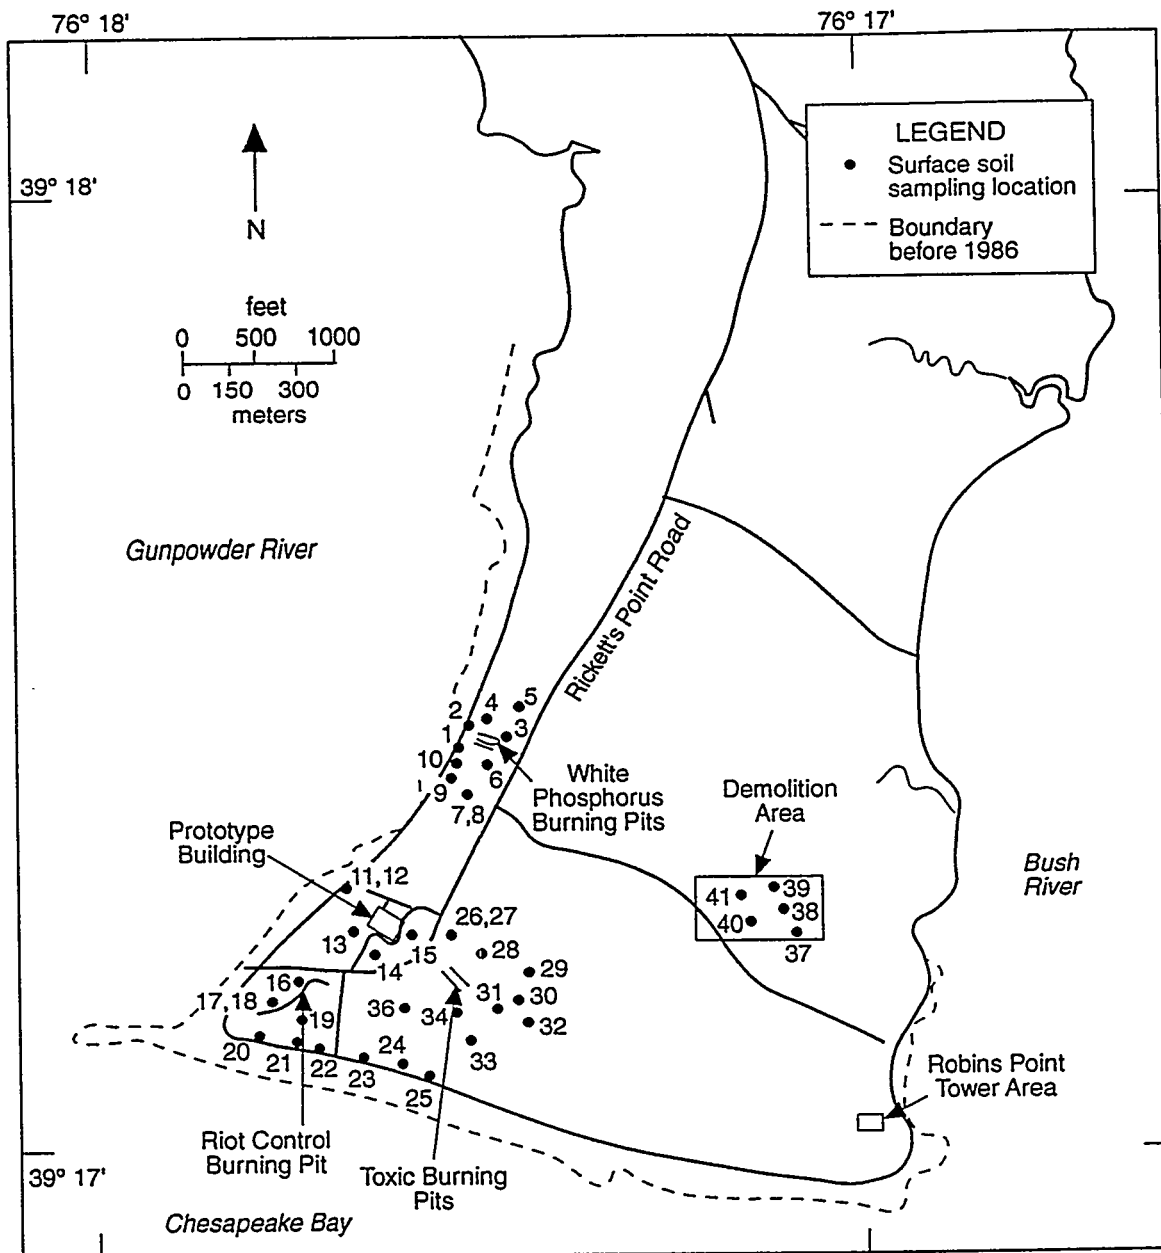 76° 18'
76° 17'
LEGEND
Surface soil
sampling location
Boundary
before 1986
39° 18'
N
feet
0 500 1000
0 150 300
meters
Gunpowder River
Rickett's Point Road
5
4
2
3
1
10
6
9
7,8
White
Phosphorus
Burning Pits
Demolition
Area
Prototype
Building
Bush
River
11,12
26,27
39
41
38
40
37
13
15
28
14
29
16
31
30
17,18
36
34
32
19
33
20
21
22
23
24
25
Robins Point
Tower Area
Riot Control
Burning Pit
Toxic Burning
Pits
39° 17'
Chesapeake Bay